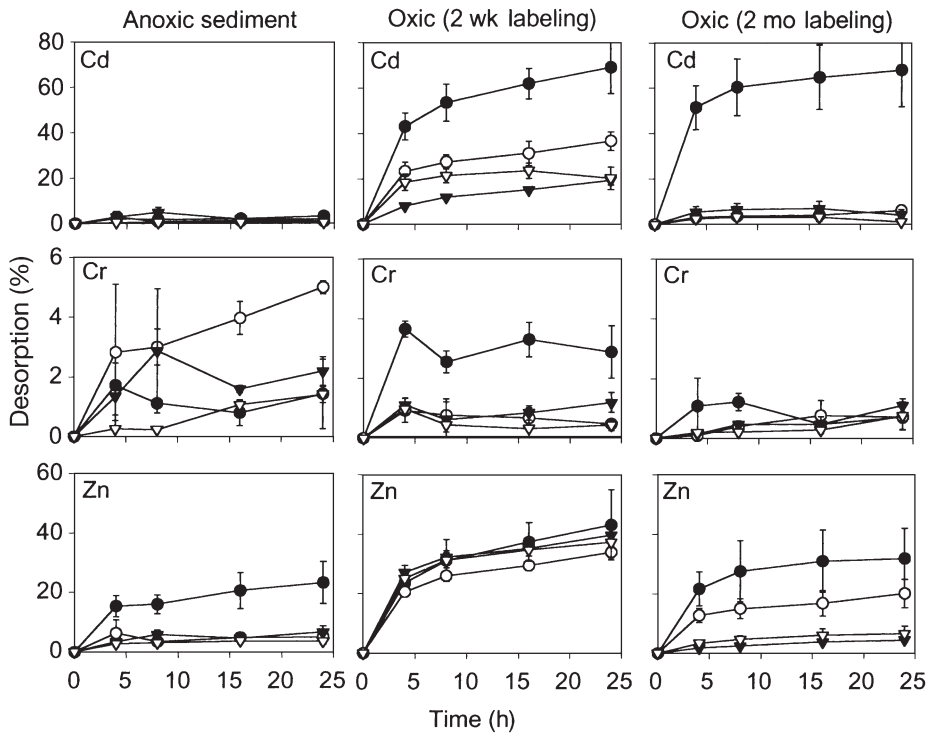 Anoxic sediment Oxic (2 wk labeling) Oxic (2 mo labeling)
80 Cd Cd Cd
60
40
20
0
6 Cr Cr Cr
4
2
0
60 Zn Zn Zn
40
20
0
Desorption (%)
0 5 10 15 20 25 0 5 10 15 20 25 0 5 10 15 20 25
Time (h)